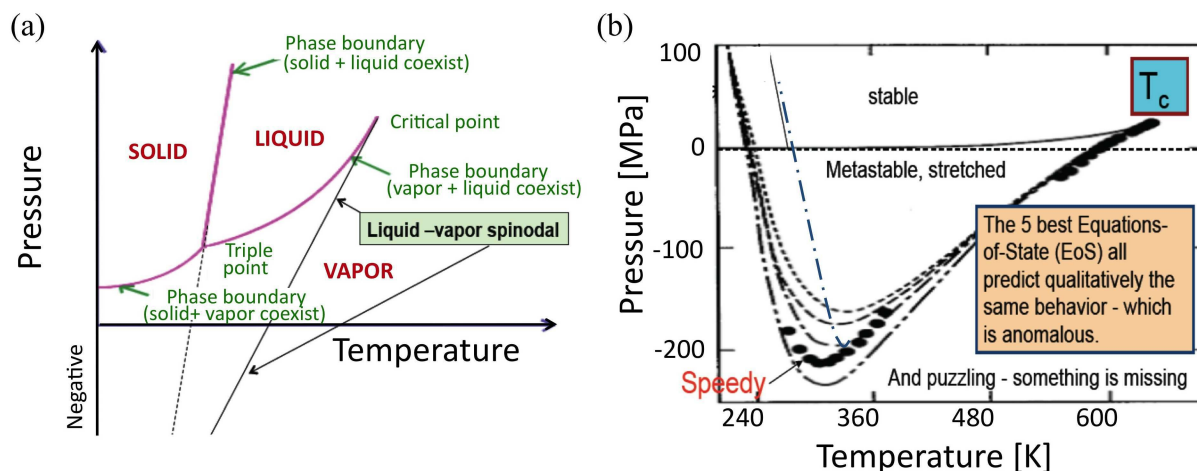 (a)
Pressure
Negative
Phase boundary
(solid + liquid coexist)
SOLID
LIQUID
Critical point
Phase boundary
(vapor + liquid coexist)
Liquid –vapor spinodal
Triple
point
VAPOR
Phase boundary
(solid+ vapor coexist)
Temperature
(b)
Pressure [MPa]
100
0
-100
-200
stable
Tc
Metastable, stretched
The 5 best Equations-
of-State (EoS) all
predict qualitatively the
same behavior - which
is anomalous.
Speedy
And puzzling - something is missing
240
360
480
600
Temperature [K]